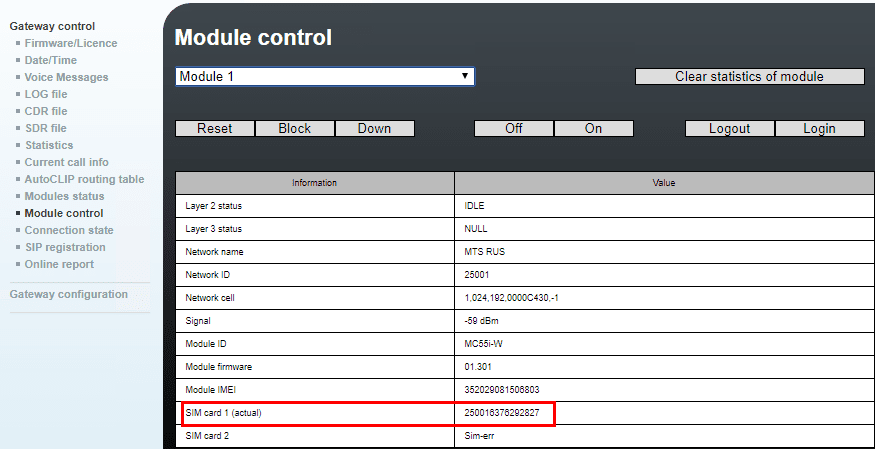 Gateway control
Firmware/Licence
Date/Time
Voice Messages
LOG file
CDR file
SDR file
Statistics
Current call info
AutoCLIP routing table
Modules status
Module control
Connection state
SIP registration
Online report
Gateway configuration
Module control
Module 1
Clear statistics of module
Reset Block Down Off On Logout Login
Information Value
Layer 2 status IDLE
Layer 3 status NULL
Network name MTS RUS
Network ID 25001
Network cell 1,024,192,0000C430,-1
Signal -59 dBm
Module ID MC55i-W
Module firmware 01.301
Module IMEI 352029081506803
SIM card 1 (actual) 250016376292827
SIM card 2 Sim-err